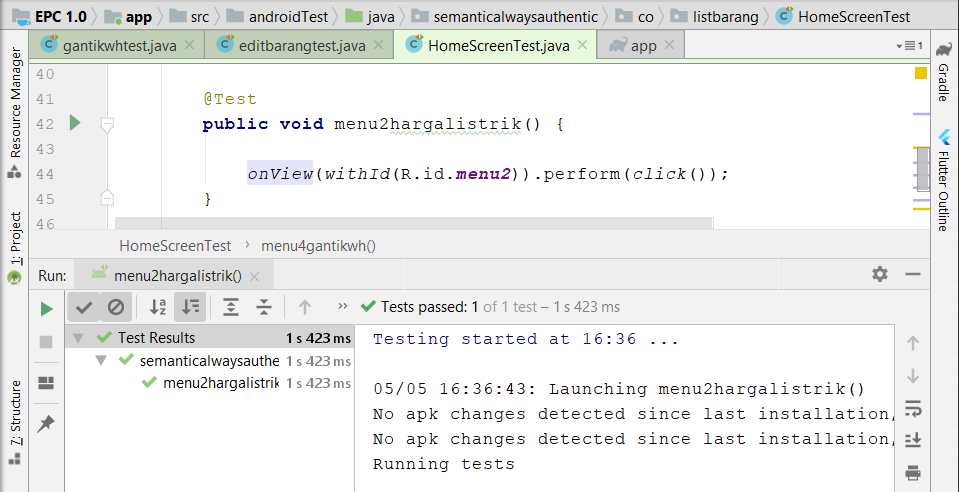 EPC 1.0 app src androidTest java semanticalwaysauthentic co listbarang HomeScreenTest
gantikwhtest.java editbarangtest.java HomeScreenTest.java app 1
Resource Manager
1: Project
7: Structure
40
41 @Test
42 public void menu2hargalistrik() {
43
44 onView(withId(R.id.menu2)).perform(click());
45 }
46
HomeScreenTest › menu4gantikwh()
Run: menu2hargalistrik()
Tests passed: 1 of 1 test – 1 s 423 ms
Test Results 1 s 423 ms
semanticalwaysauthe 1 s 423 ms
menu2hargalistrik 1 s 423 ms
Testing started at 16:36 ...
05/05 16:36:43: Launching menu2hargalistrik()
No apk changes detected since last installation,
No apk changes detected since last installation,
Running tests
Gradle
Flutter Outline